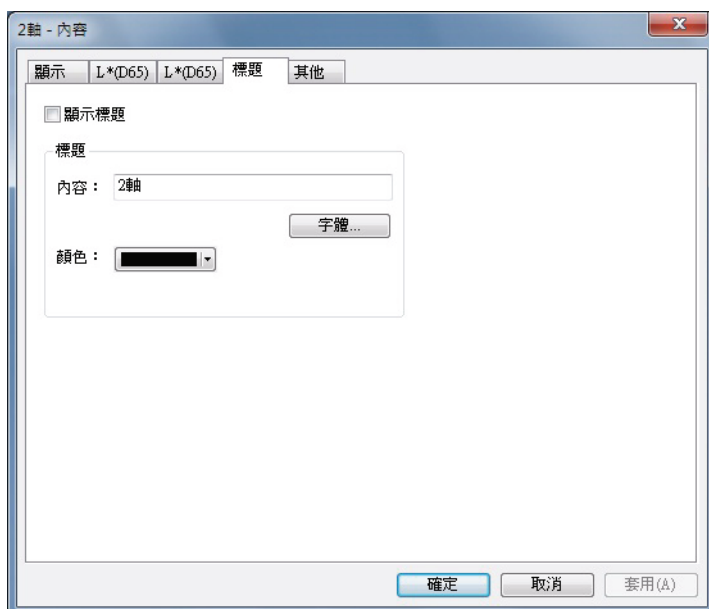 2軸 - 內容
顯示 L*(D65) L*(D65) 標題 其他
顯示標題
標題
內容： 2軸
字體...
顏色：
確定 取消 套用(A)